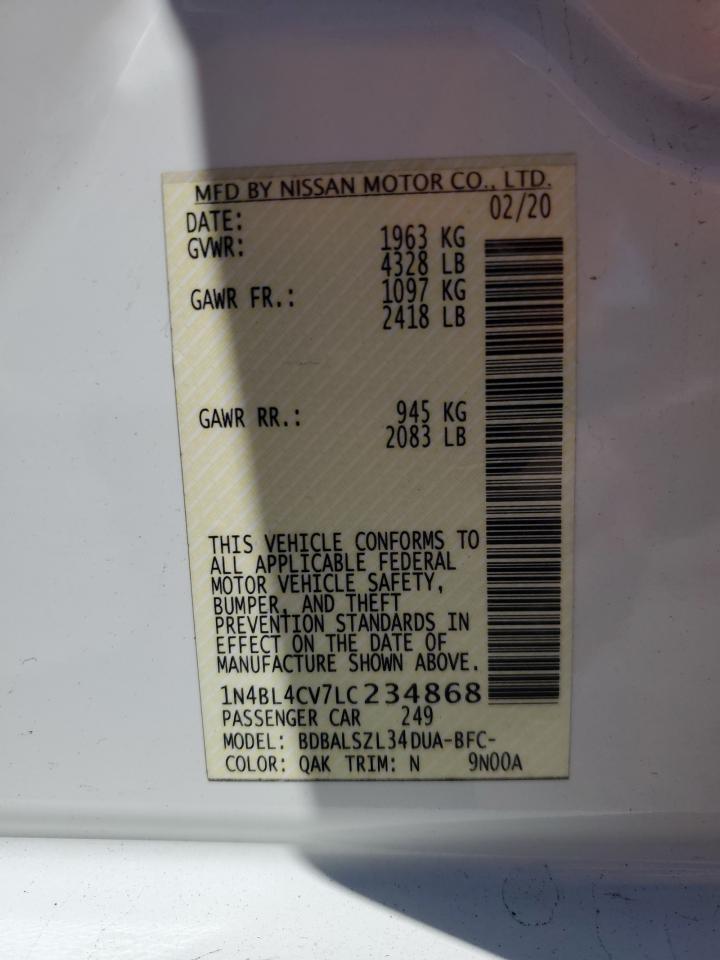 MFD BY NISSAN MOTOR CO., LTD.
DATE: 02/20
GVWR: 1963 KG
4328 LB
GAWR FR.: 1097 KG
2418 LB
GAWR RR.: 945 KG
2083 LB
THIS VEHICLE CONFORMS TO
ALL APPLICABLE FEDERAL
MOTOR VEHICLE SAFETY,
BUMPER, AND THEFT
PREVENTION STANDARDS IN
EFFECT ON THE DATE OF
MANUFACTURE SHOWN ABOVE.
1N4BL4CV7LC234868
PASSENGER CAR 249
MODEL: BDBALSZL34DUA-BFC-
COLOR: QAK TRIM: N 9N00A